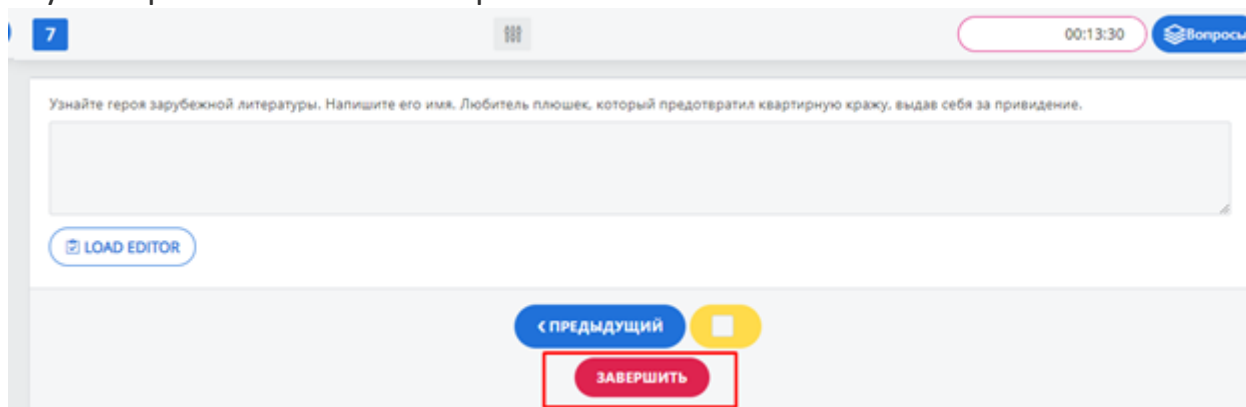 7
00:13:30
Вопросы
Узнайте героя зарубежной литературы. Напишите его имя. Любитель плюшек, который предотвратил квартирную кражу, выдав себя за привидение.
LOAD EDITOR
ПРЕДЫДУЩИЙ
ЗАВЕРШИТЬ